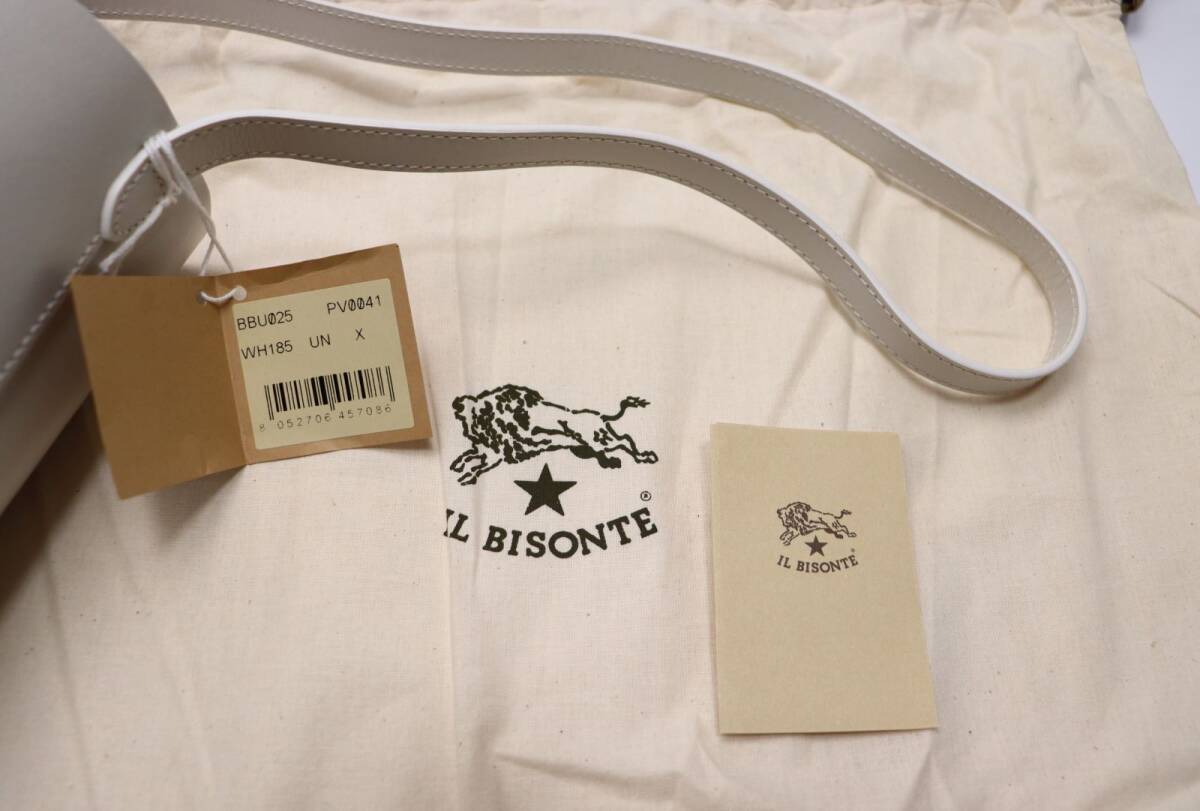 BBU025 PV0041
WH185 UN X
8 052706 457086
IL BISONTE
®
IL BISONTE
®